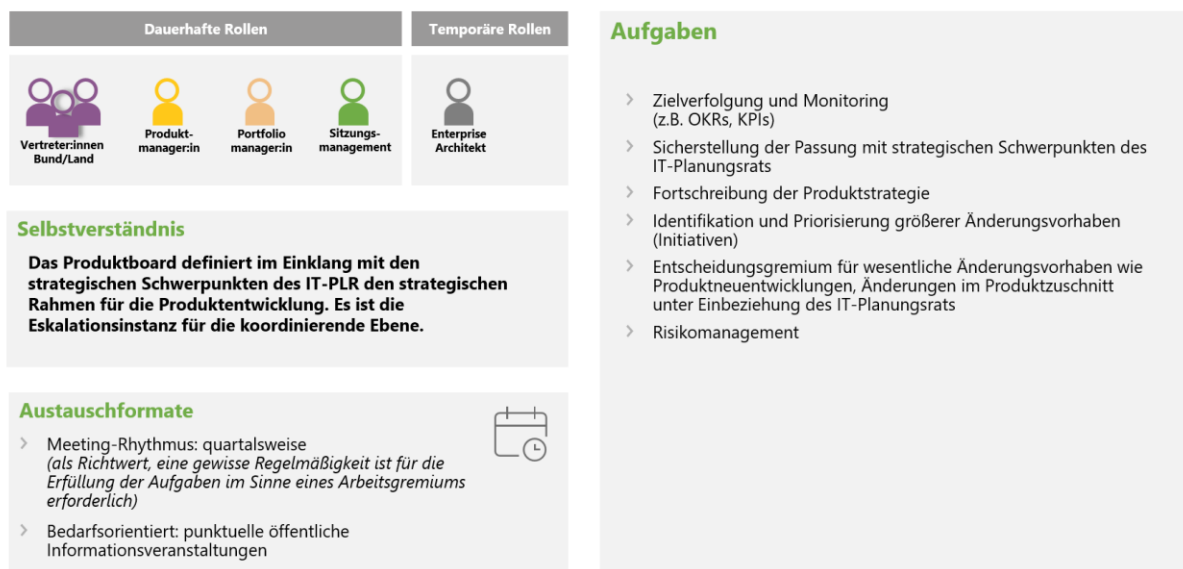 Dauerhafte Rollen
Temporäre Rollen
Vertreter:innen
Bund/Land
Produkt-
manager:in
Portfolio
manager:in
Sitzungs-
management
Enterprise
Architekt
Selbstverständnis
Das Produktboard definiert im Einklang mit den
strategischen Schwerpunkten des IT-PLR den strategischen
Rahmen für die Produktentwicklung. Es ist die
Eskalationsinstanz für die koordinierende Ebene.
Austauschformate
> Meeting-Rhythmus: quartalsweise
(als Richtwert, eine gewisse Regelmäßigkeit ist für die
Erfüllung der Aufgaben im Sinne eines Arbeitsgremiums
erforderlich)
> Bedarfsorientiert: punktuelle öffentliche
Informationsveranstaltungen
Aufgaben
> Zielverfolgung und Monitoring
(z.B. OKRs, KPIs)
> Sicherstellung der Passung mit strategischen Schwerpunkten des
IT-Planungsrats
> Fortschreibung der Produktstrategie
> Identifikation und Priorisierung größerer Änderungsvorhaben
(Initiativen)
> Entscheidungsgremium für wesentliche Änderungsvorhaben wie
Produktneuentwicklungen, Änderungen im Produktzuschnitt
unter Einbeziehung des IT-Planungsrats
> Risikomanagement